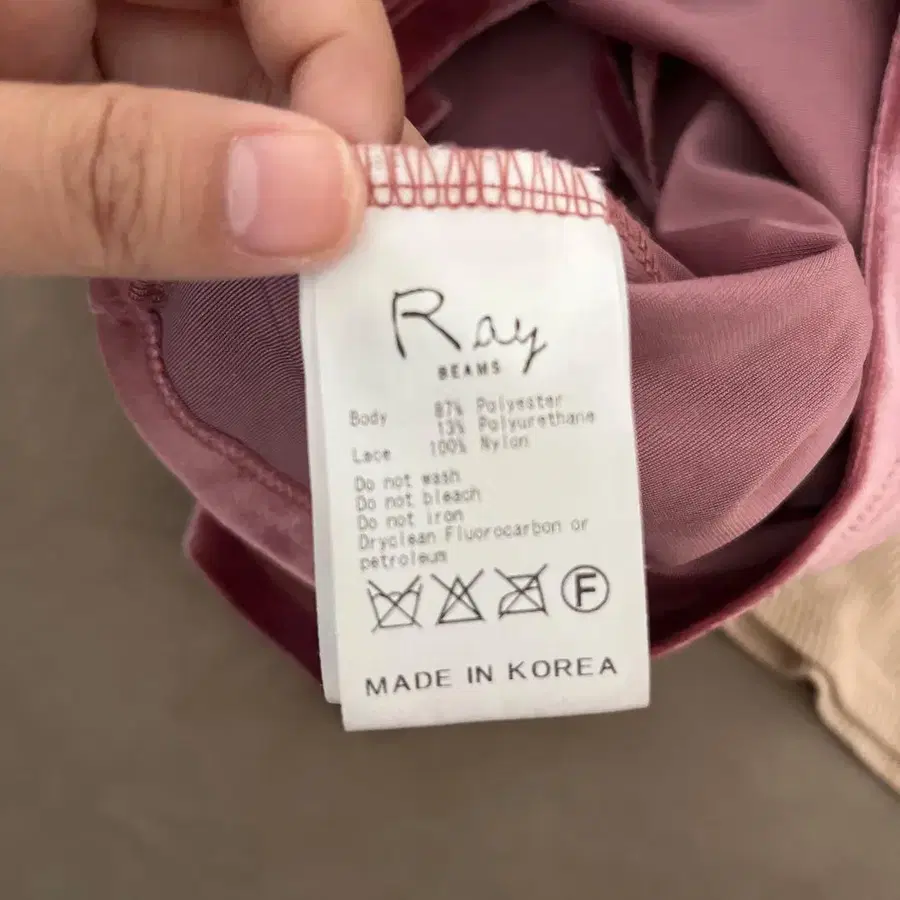 Ray
BEAMS
Body 87% Polyester
13% Polyurethane
Lace 100% Nylon
Do not wash
Do not bleach
Do not iron
Dryclean Fluorocarbon or
petroleum
F
MADE IN KOREA